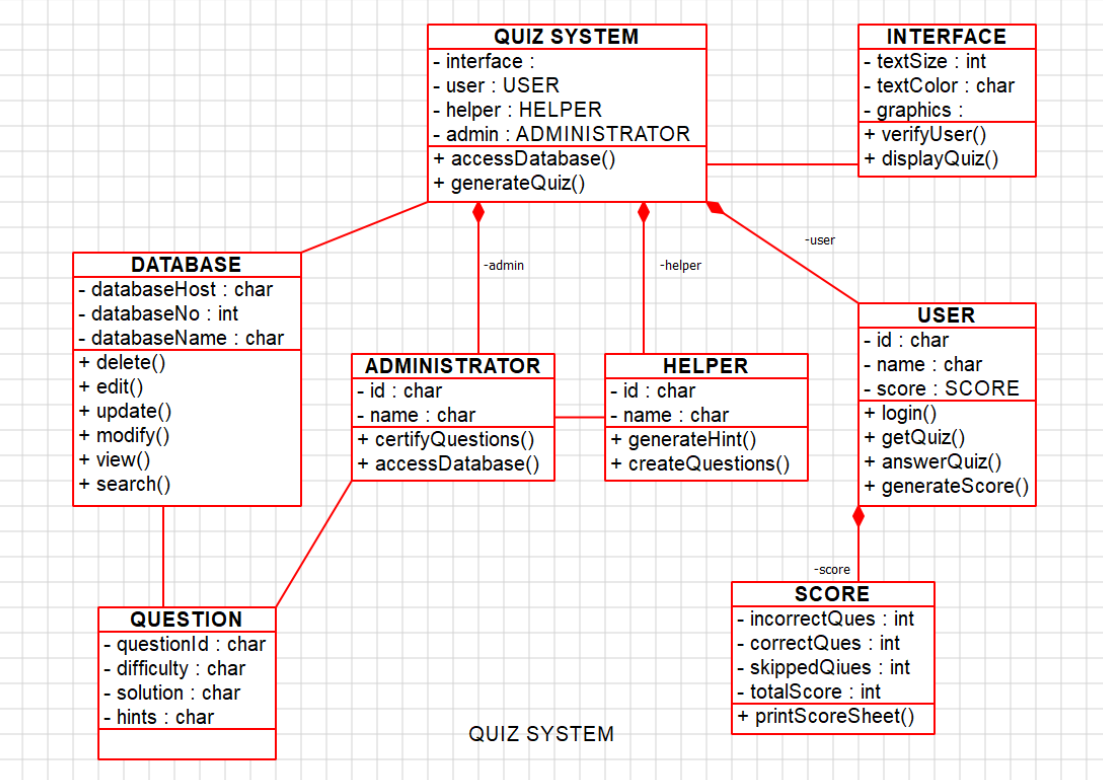 QUIZ SYSTEM
- interface :
- user : USER
- helper : HELPER
- admin : ADMINISTRATOR
+ accessDatabase()
+ generateQuiz()
INTERFACE
- textSize : int
- textColor : char
- graphics :
+ verifyUser()
+ displayQuiz()
-admin
-helper
-user
DATABASE
- databaseHost : char
- databaseNo : int
- databaseName : char
+ delete()
+ edit()
+ update()
+ modify()
+ view()
+ search()
ADMINISTRATOR
- id : char
- name : char
+ certifyQuestions()
+ accessDatabase()
HELPER
- id : char
- name : char
+ generateHint()
+ createQuestions()
USER
- id : char
- name : char
- score : SCORE
+ login()
+ getQuiz()
+ answerQuiz()
+ generateScore()
-score
QUESTION
- questionId : char
- difficulty : char
- solution : char
- hints : char
SCORE
- incorrectQues : int
- correctQues : int
- skippedQiues : int
- totalScore : int
+ printScoreSheet()
QUIZ SYSTEM